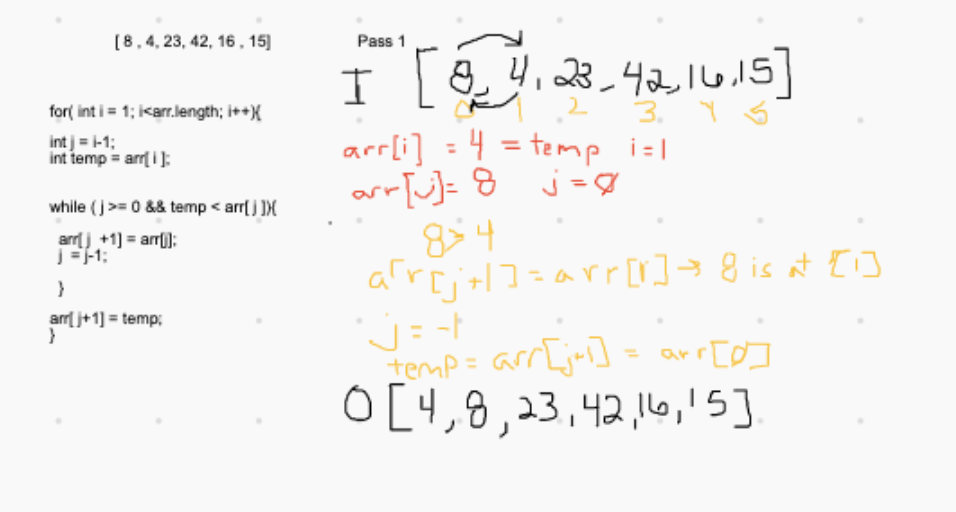 [ 8 , 4, 23, 42, 16 , 15]
for( int i = 1; i<arr.length; i++){
int j = i-1;
int temp = arr[ i ];
while ( j >= 0 && temp < arr[ j ]){
arr[ j +1] = arr[j];
j = j-1;
}
arr[ j+1] = temp;
}
Pass 1
I [8, 4, 23, 42, 16, 15]
0 1 2 3 4 5
arr[i] = 4 = temp i=1
arr[j]= 8 j = 0
8 > 4
arr[j+1] = arr[1] → 8 is at [1]
j = -1
temp = arr[j+1] = arr[0]
O [4, 8, 23, 42, 16, 15]